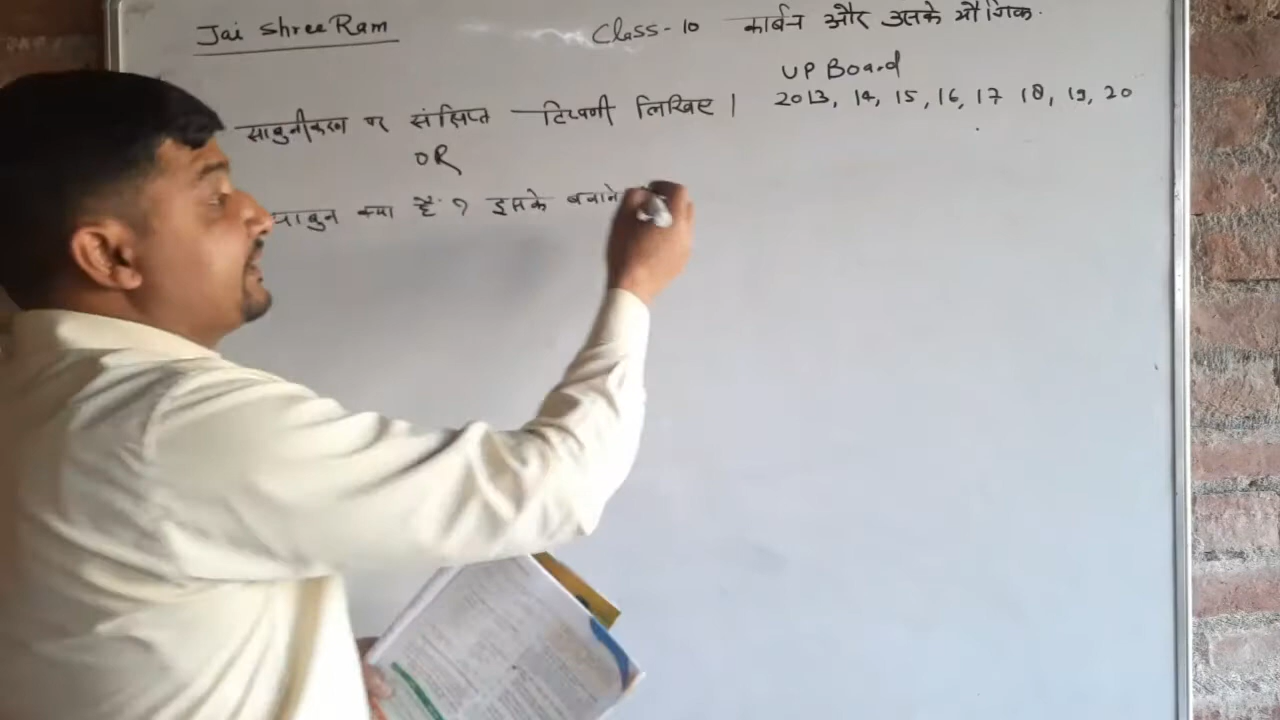 Jai Shree Ram
Class-10 कार्बन और उसके यौगिक.
UP Board
साबुनीकरण पर संक्षिप्त टिप्पणी लिखिए । 2013, 14, 15, 16, 17 18, 19, 20
OR
साबुन क्या है ? इसके बनाने